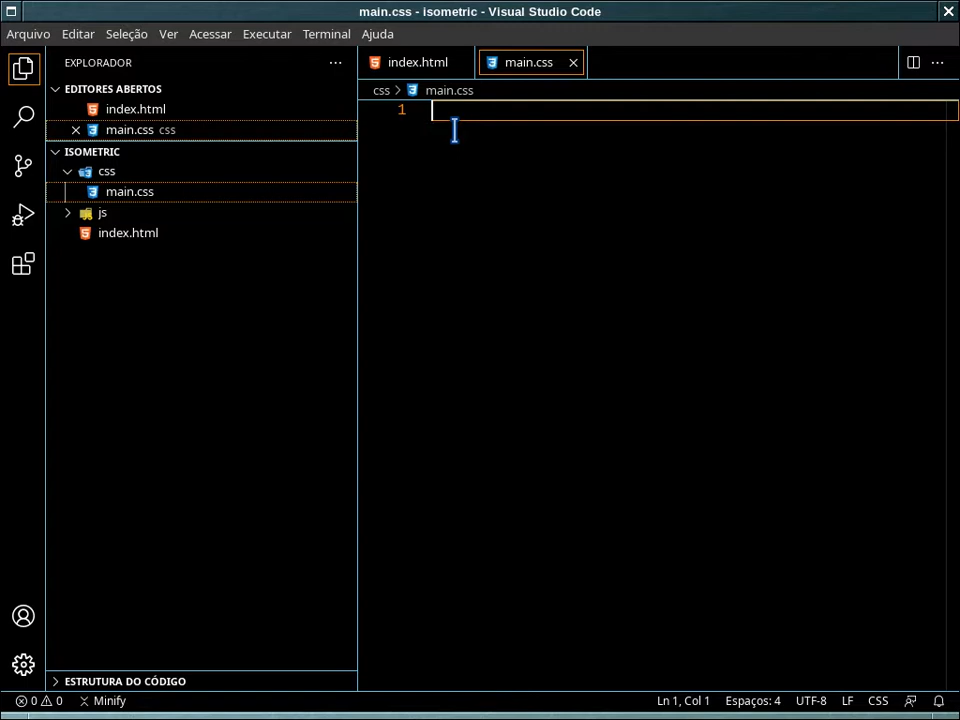 main.css - isometric - Visual Studio Code
Arquivo Editar Seleção Ver Acessar Executar Terminal Ajuda
EXPLORADOR
EDITORES ABERTOS
index.html
main.css css
ISOMETRIC
css
main.css
js
index.html
ESTRUTURA DO CÓDIGO
index.html main.css
css > main.css
1
0 0 Minify Ln 1, Col 1 Espaços: 4 UTF-8 LF CSS